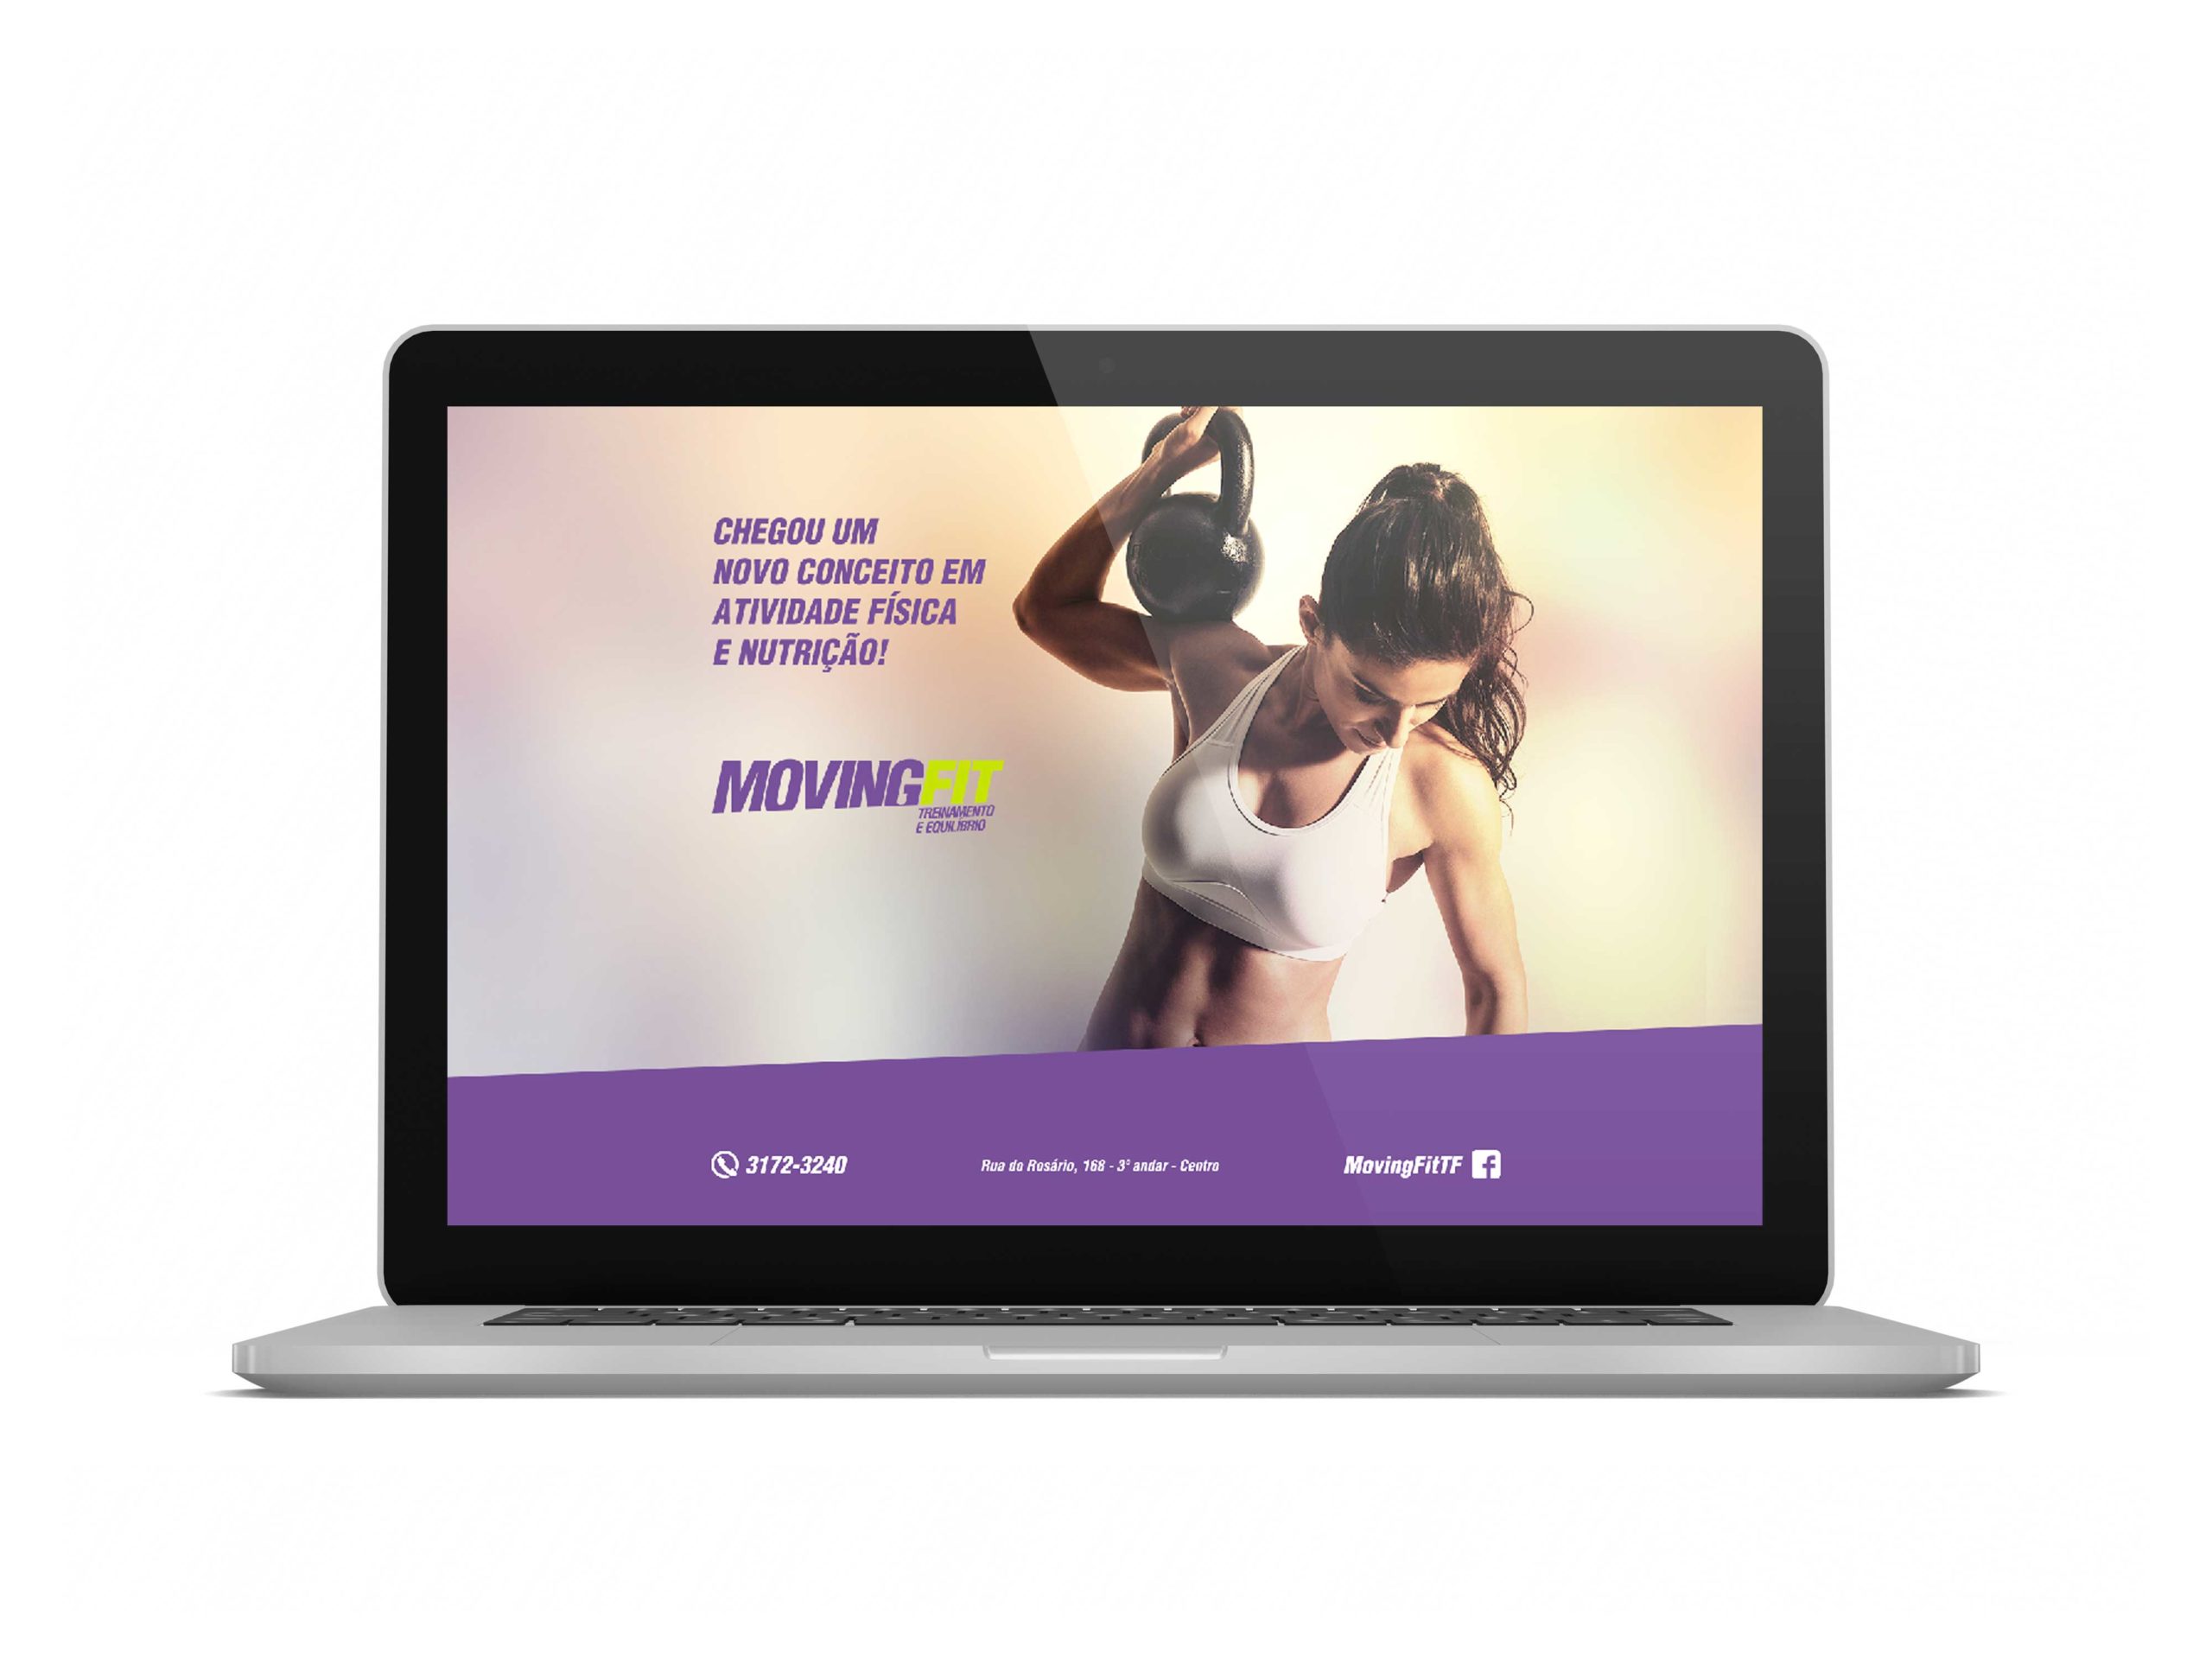 CHEGOU UM
NOVO CONCEITO EM
ATIVIDADE FÍSICA
E NUTRIÇÃO!
MOVINGFIT
TREINAMENTO
E EQUILÍBRIO
3172-3240
Rua do Rosário, 168 - 3º andar - Centro
MovingFitTF